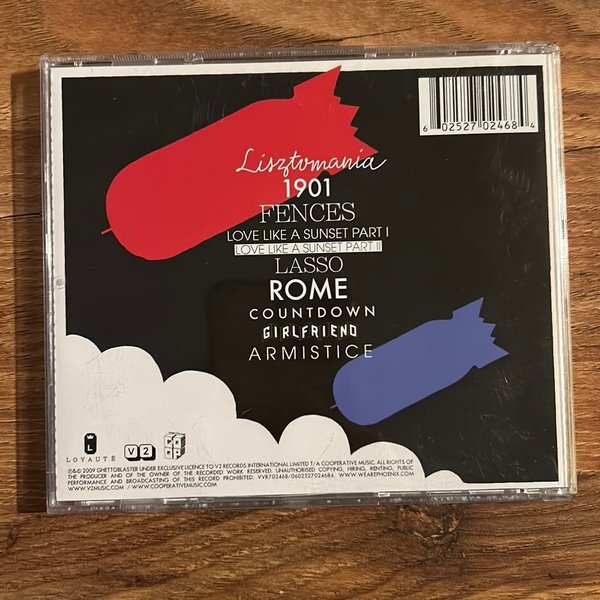 6 02527 02468 4
Lisztomania
1901
FENCES
LOVE LIKE A SUNSET PART I
LOVE LIKE A SUNSET PART II
LASSO
ROME
COUNTDOWN
GIRLFRIEND
ARMISTICE
L
LOYAUTÉ
V2
℗&© 2009 GHETTOBLASTER UNDER EXCLUSIVE LICENCE TO V2 RECORDS INTERNATIONAL LIMITED T/A COOPERATIVE MUSIC. ALL RIGHTS OF
THE PRODUCER AND OF THE OWNER OF THE RECORDED WORK RESERVED. UNAUTHORISED COPYING, HIRING, RENTING, PUBLIC
PERFORMANCE AND BROADCASTING OF THIS RECORD PROHIBITED. VVR702468/0602527024684. WWW.WEAREPHOENIX.COM
WWW.V2MUSIC.COM / WWW.COOPERATIVEMUSIC.COM